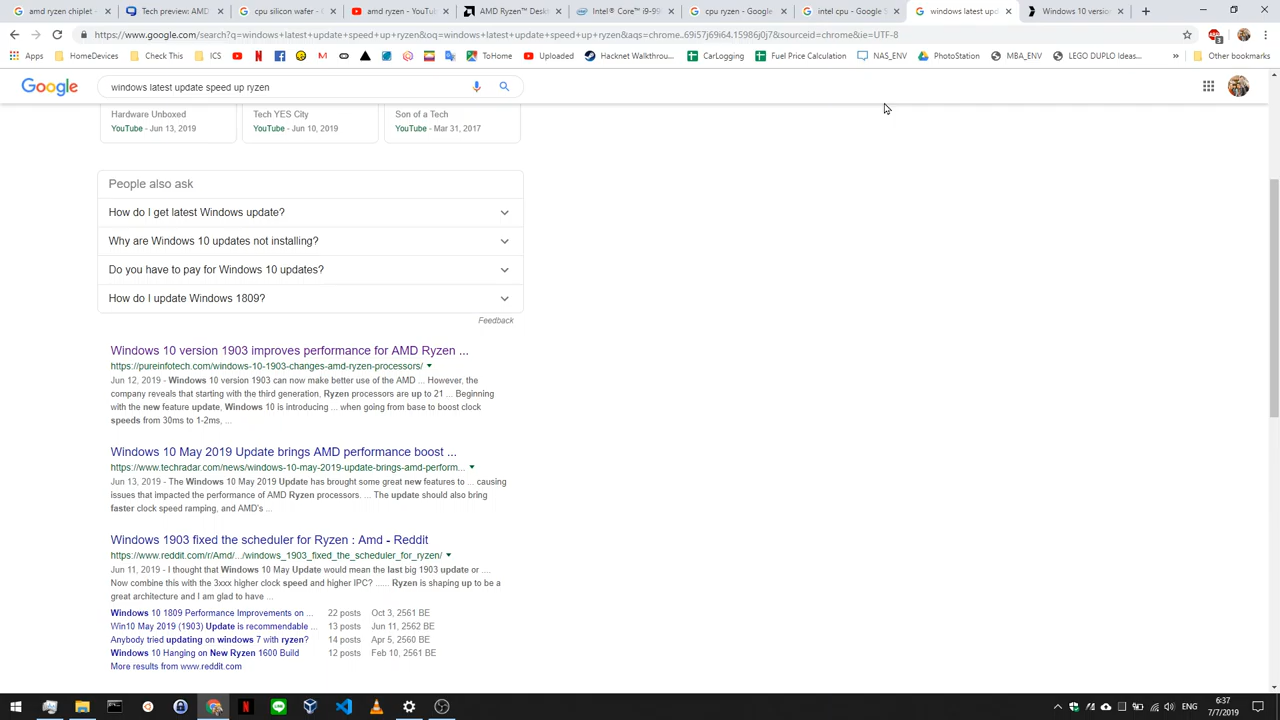 amd ryzen chiplet - G
Tech preview AMD
cpu silicon wafer - G
amd ryzen - YouT
AMD Ryzen™ Desk
Intel® Core™ i9-99
cpu ryzen - Google
intel cpu - Google S
windows latest upd
Windows 10 version
https://www.google.com/search?q=windows+latest+update+speed+up+ryzen&oq=windows+latest+update+speed+up+ryzen&aqs=chrome..69i57j69i64.15986j0j7&sourceid=chrome&ie=UTF-8
Apps
HomeDevices
Check This
ICS
ToHome
Uploaded
Hacknet Walkthrou...
CarLogging
Fuel Price Calculation
NAS_ENV
PhotoStation
MBA_ENV
LEGO DUPLO Ideas...
»
Other bookmarks
Google
windows latest update speed up ryzen
Hardware Unboxed
Tech YES City
Son of a Tech
YouTube - Jun 13, 2019
YouTube - Jun 10, 2019
YouTube - Mar 31, 2017
People also ask
How do I get latest Windows update?
Why are Windows 10 updates not installing?
Do you have to pay for Windows 10 updates?
How do I update Windows 1809?
Feedback
Windows 10 version 1903 improves performance for AMD Ryzen ...
https://pureinfotech.com/windows-10-1903-changes-amd-ryzen-processors/
Jun 12, 2019 - Windows 10 version 1903 can now make better use of the AMD ... However, the
company reveals that starting with the third generation, Ryzen processors are up to 21 ... Beginning
with the new feature update, Windows 10 is introducing ... when going from base to boost clock
speeds from 30ms to 1-2ms, ...
Windows 10 May 2019 Update brings AMD performance boost ...
https://www.techradar.com/news/windows-10-may-2019-update-brings-amd-perform...
Jun 13, 2019 - The Windows 10 May 2019 Update has brought some great new features to ... causing
issues that impacted the performance of AMD Ryzen processors. ... The update should also bring
faster clock speed ramping, and AMD's ...
Windows 1903 fixed the scheduler for Ryzen : Amd - Reddit
https://www.reddit.com/r/Amd/.../windows_1903_fixed_the_scheduler_for_ryzen/
Jun 11, 2019 - I thought that Windows 10 May Update would mean the last big 1903 update or ....
Now combine this with the 3xxx higher clock speed and higher IPC? ...... Ryzen is shaping up to be a
great architecture and I am glad to have ...
Windows 10 1809 Performance Improvements on ... 22 posts Oct 3, 2561 BE
Win10 May 2019 (1903) Update is recommendable ... 13 posts Jun 11, 2562 BE
Anybody tried updating on windows 7 with ryzen? 14 posts Apr 5, 2560 BE
Windows 10 Hanging on New Ryzen 1600 Build 12 posts Feb 10, 2561 BE
More results from www.reddit.com
ENG
6:37
7/7/2019